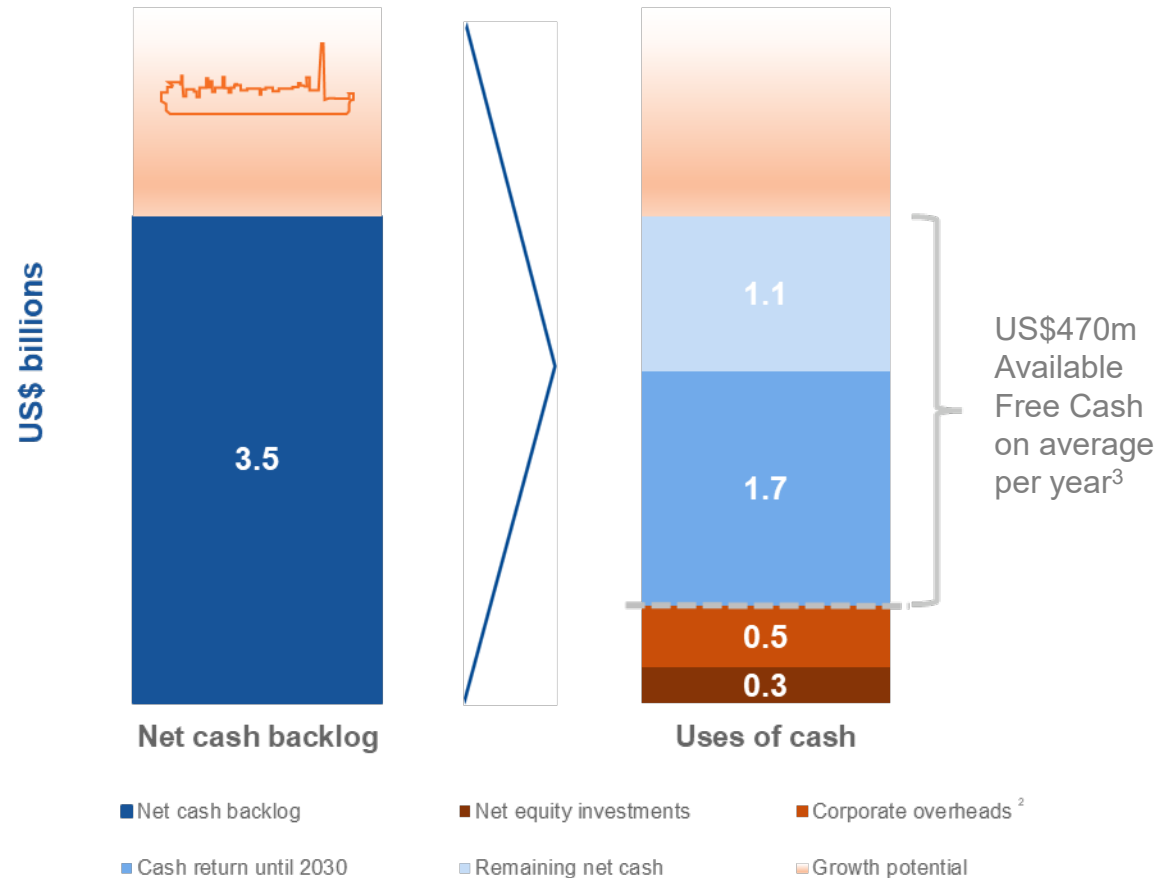 US$ billions
3.5
1.1
1.7
0.5
0.3
US$470m
Available
Free Cash
on average
per year3
Net cash backlog
Uses of cash
Net cash backlog
Net equity investments
Corporate overheads 2
Cash return until 2030
Remaining net cash
Growth potential